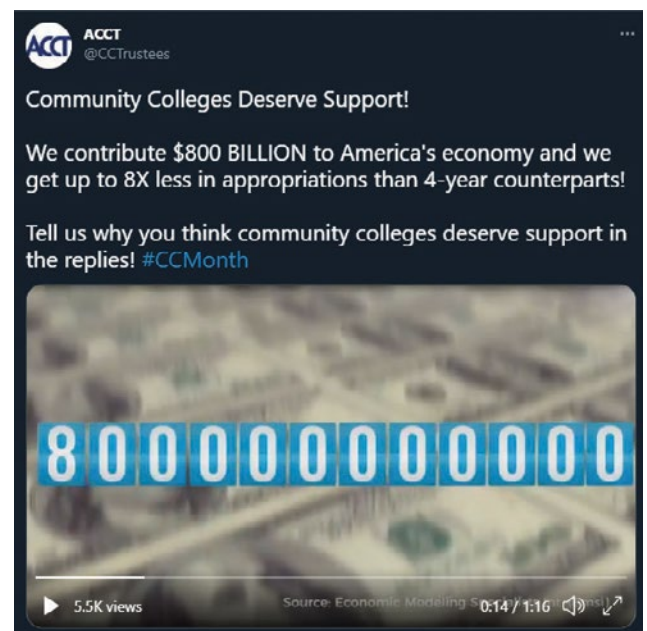 ACCT
ACCT
@CCTrustees
Community Colleges Deserve Support!
We contribute $800 BILLION to America's economy and we
get up to 8X less in appropriations than 4-year counterparts!
Tell us why you think community colleges deserve support in
the replies! #CCMonth
800000000000
5.5K views
Source: Economic Modeling
0:14 / 1:16